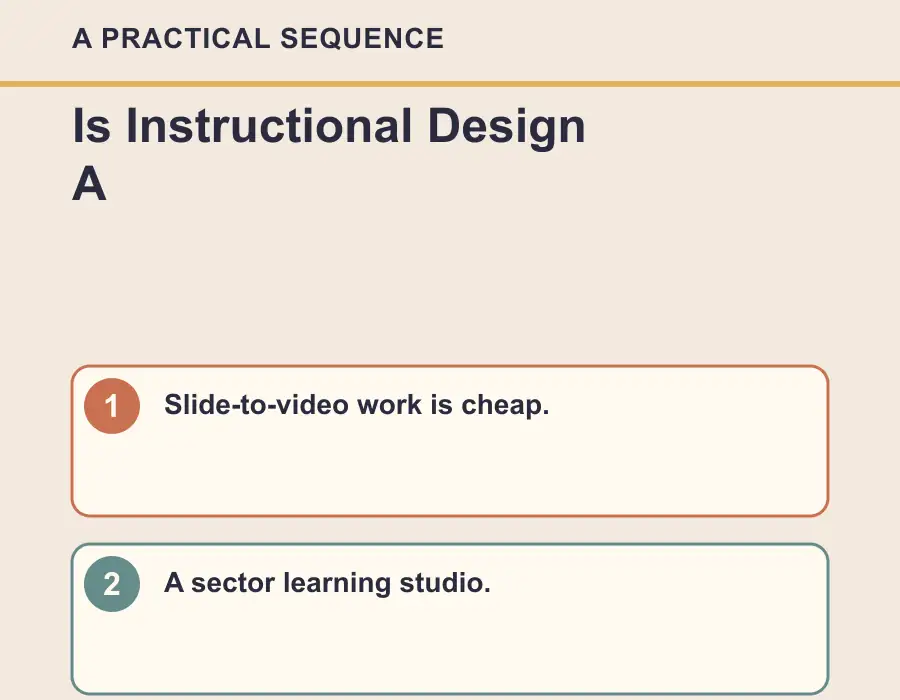 A PRACTICAL SEQUENCE
Is Instructional Design
A
1
Slide-to-video work is cheap.
2
A sector learning studio.